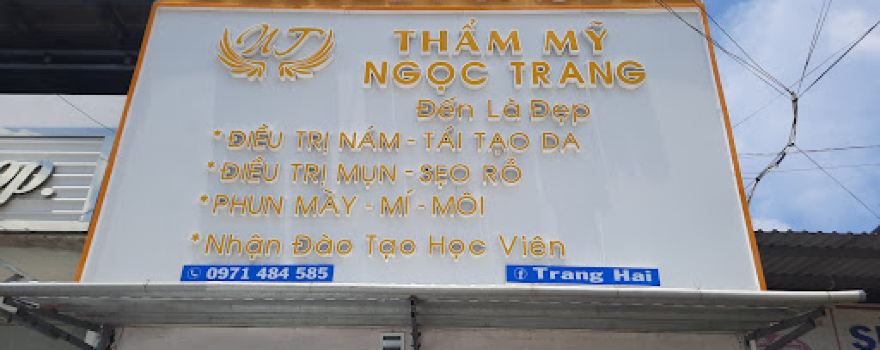 NT
THẨM MỸ
NGỌC TRANG
Đến Là Đẹp
*ĐIỀU TRỊ NÁM - TÁI TẠO DA
*ĐIỀU TRỊ MỤN - SẸO RỖ
*PHUN MÀY - MÍ - MÔI
*Nhận Đào Tạo Học Viên
0971 484 585
Trang Hai
op.